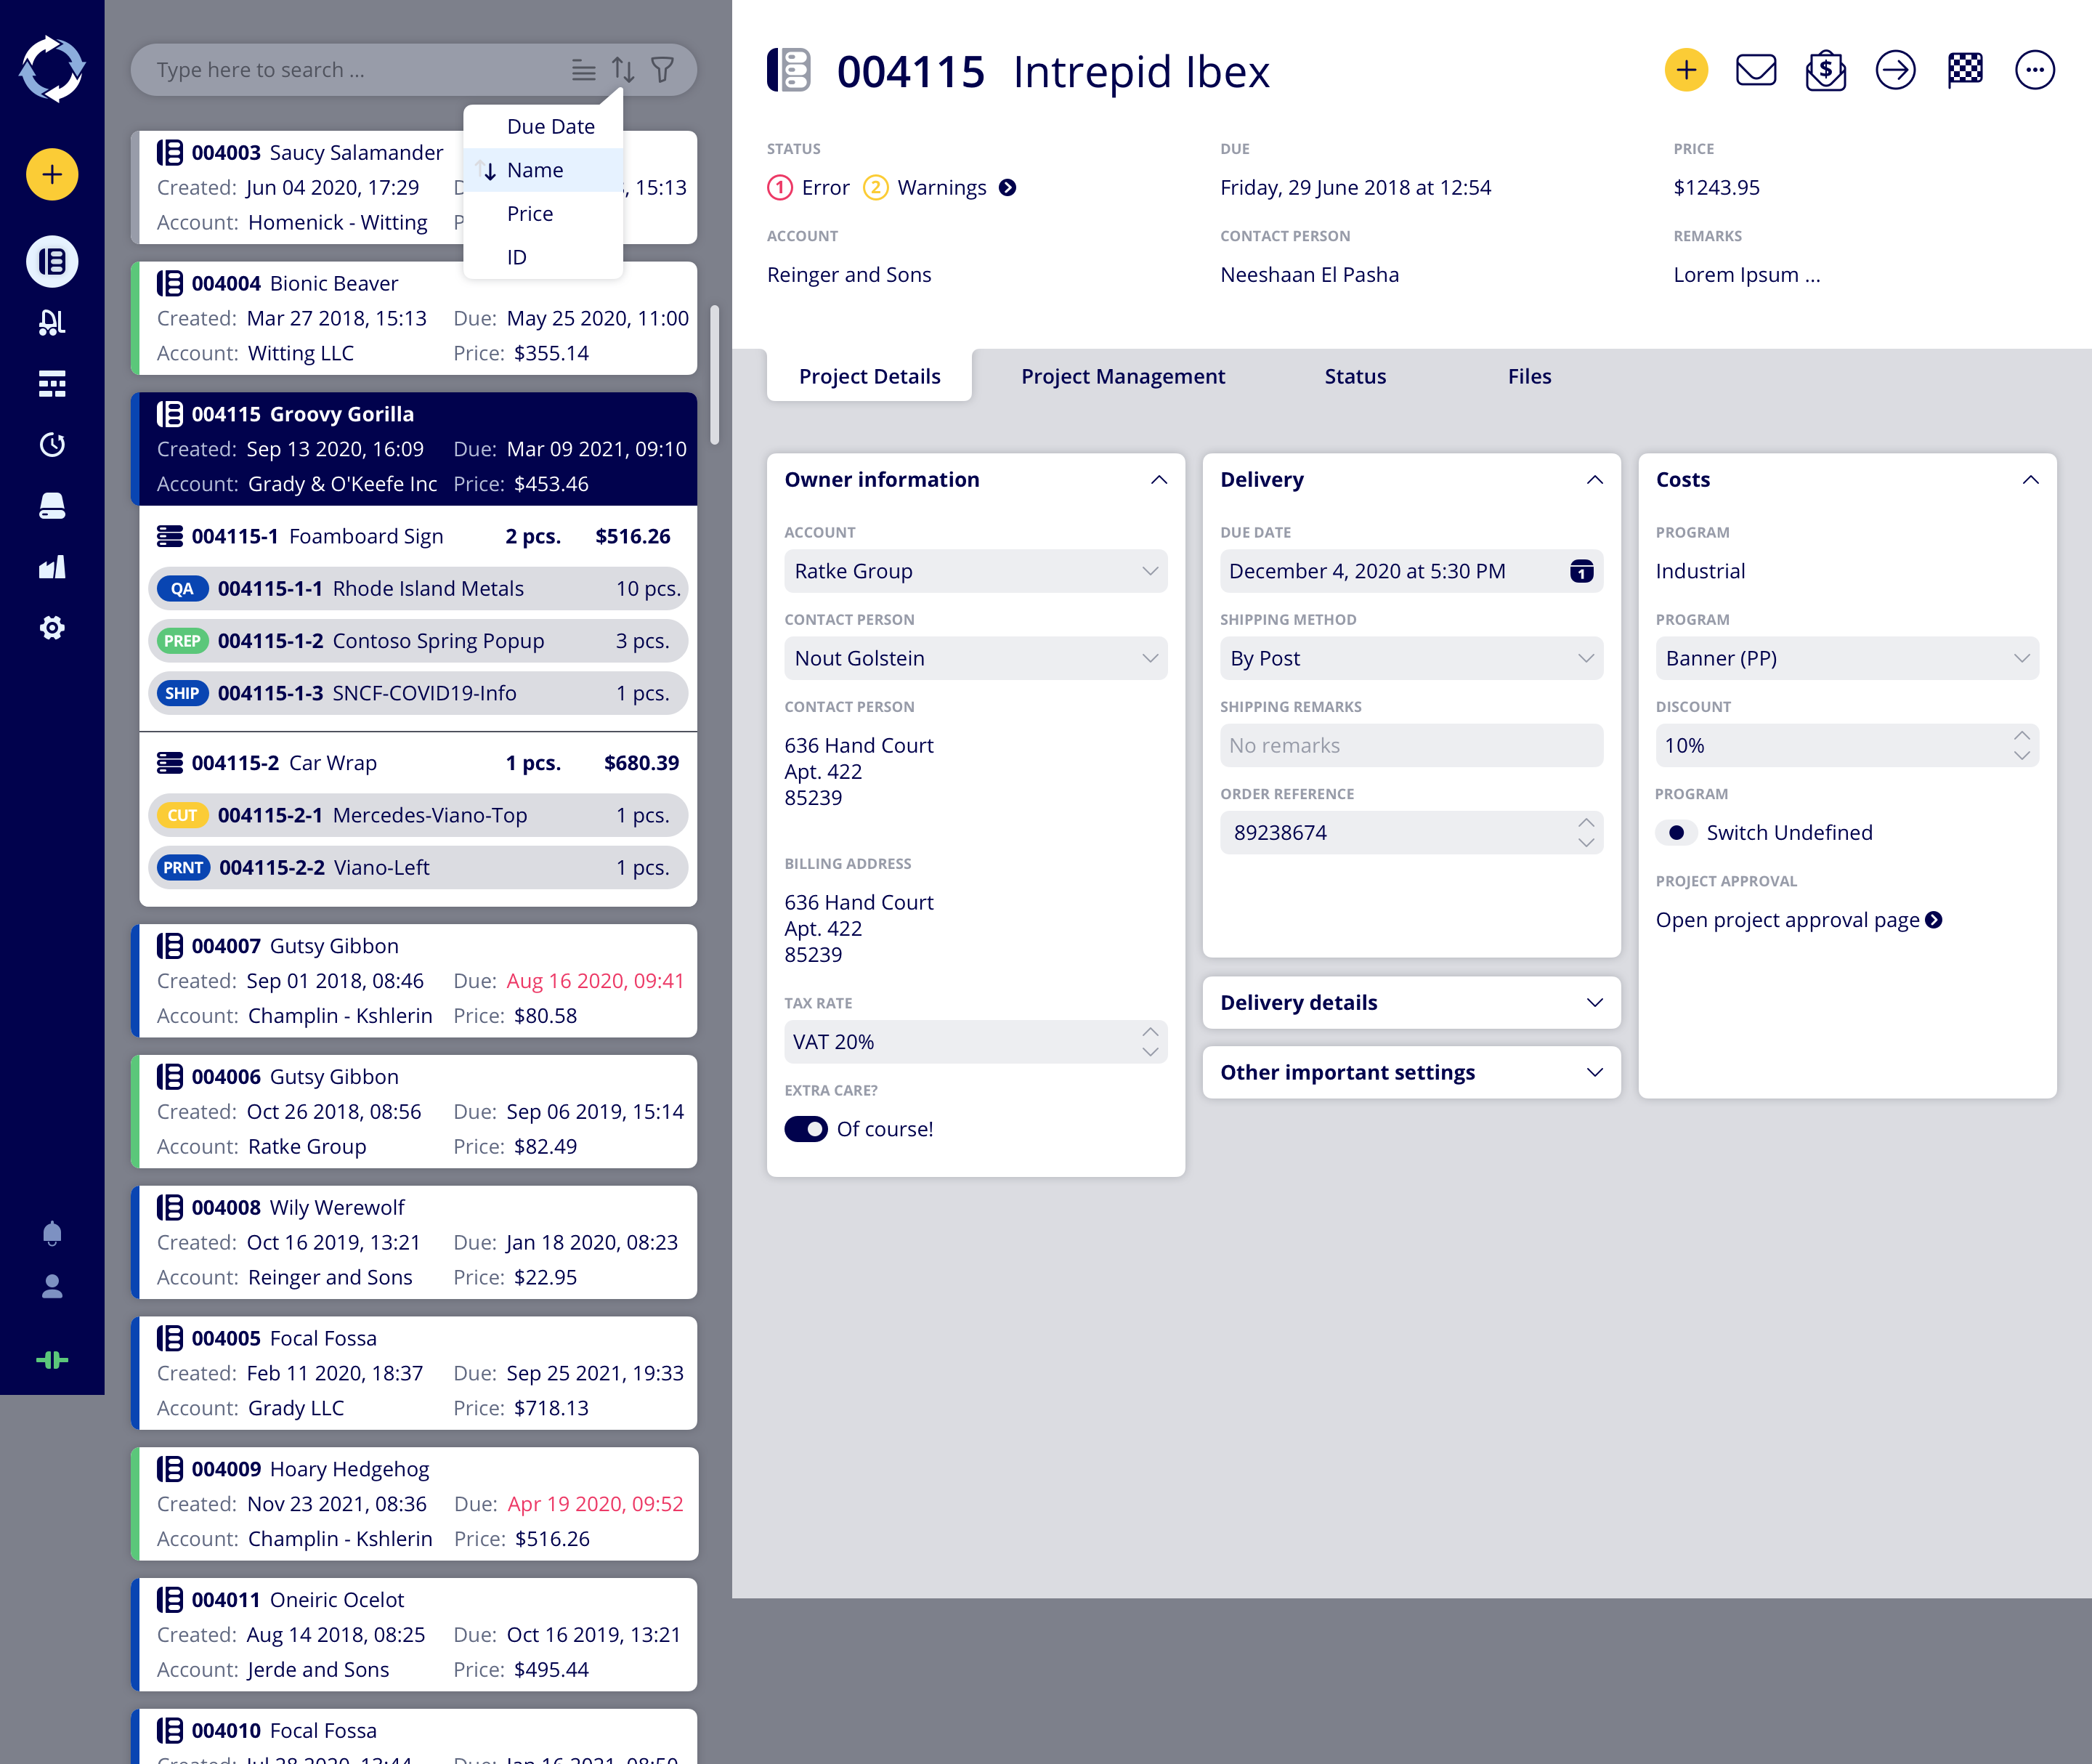 Type here to search ...
Due Date
Name
Price
ID
004003 Saucy Salamander
Created: Jun 04 2020, 17:29 15:13
Account: Homenick - Witting
004004 Bionic Beaver
Created: Mar 27 2018, 15:13 Due: May 25 2020, 11:00
Account: Witting LLC Price: $355.14
004115 Groovy Gorilla
Created: Sep 13 2020, 16:09 Due: Mar 09 2021, 09:10
Account: Grady & O'Keefe Inc Price: $453.46
004115-1 Foamboard Sign 2 pcs. $516.26
QA 004115-1-1 Rhode Island Metals 10 pcs.
PREP 004115-1-2 Contoso Spring Popup 3 pcs.
SHIP 004115-1-3 SNCF-COVID19-Info 1 pcs.
004115-2 Car Wrap 1 pcs. $680.39
CUT 004115-2-1 Mercedes-Viano-Top 1 pcs.
PRNT 004115-2-2 Viano-Left 1 pcs.
004007 Gutsy Gibbon
Created: Sep 01 2018, 08:46 Due: Aug 16 2020, 09:41
Account: Champlin - Kshlerin Price: $80.58
004006 Gutsy Gibbon
Created: Oct 26 2018, 08:56 Due: Sep 06 2019, 15:14
Account: Ratke Group Price: $82.49
004008 Wily Werewolf
Created: Oct 16 2019, 13:21 Due: Jan 18 2020, 08:23
Account: Reinger and Sons Price: $22.95
004005 Focal Fossa
Created: Feb 11 2020, 18:37 Due: Sep 25 2021, 19:33
Account: Grady LLC Price: $718.13
004009 Hoary Hedgehog
Created: Nov 23 2021, 08:36 Due: Apr 19 2020, 09:52
Account: Champlin - Kshlerin Price: $516.26
004011 Oneiric Ocelot
Created: Aug 14 2018, 08:25 Due: Oct 16 2019, 13:21
Account: Jerde and Sons Price: $495.44
004010 Focal Fossa
Created: Jul 28 2020, 13:44 Due: Jan 16 2021, 08:50
004115 Intrepid Ibex
STATUS
1 Error 2 Warnings
DUE
Friday, 29 June 2018 at 12:54
PRICE
$1243.95
ACCOUNT
Reinger and Sons
CONTACT PERSON
Neeshaan El Pasha
REMARKS
Lorem Ipsum ...
Project Details Project Management Status Files
Owner information
ACCOUNT
Ratke Group
CONTACT PERSON
Nout Golstein
CONTACT PERSON
636 Hand Court
Apt. 422
85239
BILLING ADDRESS
636 Hand Court
Apt. 422
85239
TAX RATE
VAT 20%
EXTRA CARE?
Of course!
Delivery
DUE DATE
December 4, 2020 at 5:30 PM
1
SHIPPING METHOD
By Post
SHIPPING REMARKS
No remarks
ORDER REFERENCE
89238674
Delivery details
Other important settings
Costs
PROGRAM
Industrial
PROGRAM
Banner (PP)
DISCOUNT
10%
PROGRAM
Switch Undefined
PROJECT APPROVAL
Open project approval page